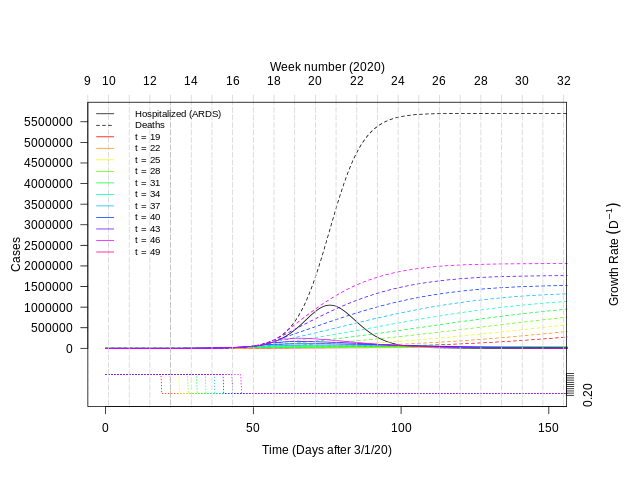 Week number (2020)
9 10 12 14 16 18 20 22 24 26 28 30 32
Hospitalized (ARDS)
Deaths
t = 19
t = 22
t = 25
t = 28
t = 31
t = 34
t = 37
t = 40
t = 43
t = 46
t = 49
5500000
5000000
4500000
4000000
3500000
3000000
2500000
2000000
1500000
1000000
500000
0
Cases
Growth Rate (D⁻¹)
0.20
0 50 100 150
Time (Days after 3/1/20)